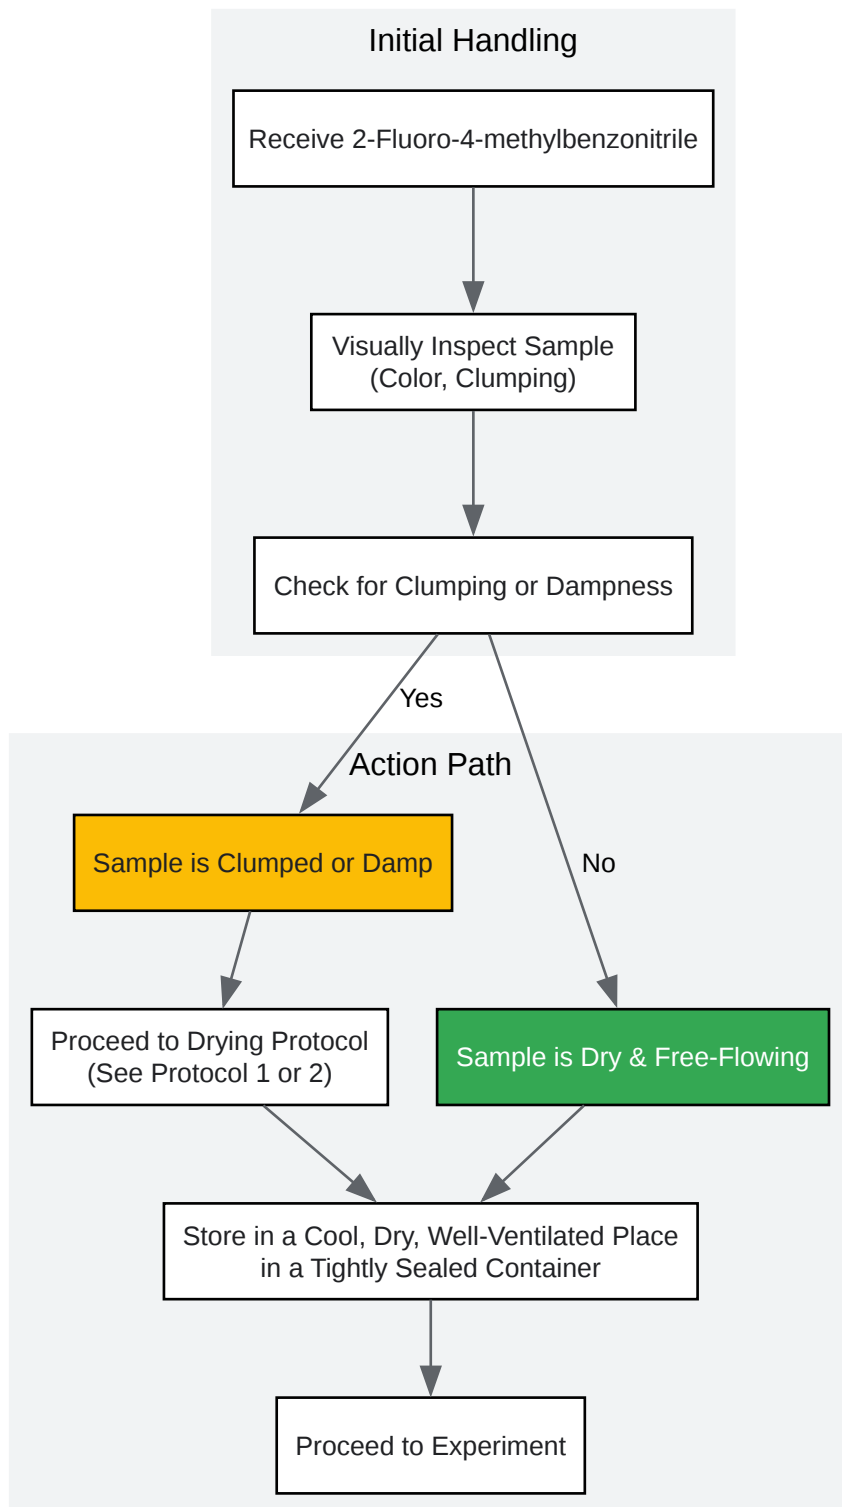 Initial Handling
Receive 2-Fluoro-4-methylbenzonitrile
Visually Inspect Sample
(Color, Clumping)
Check for Clumping or Dampness
Yes
Action Path
Sample is Clumped or Damp
No
Proceed to Drying Protocol
(See Protocol 1 or 2)
Sample is Dry & Free-Flowing
Store in a Cool, Dry, Well-Ventilated Place
in a Tightly Sealed Container
Proceed to Experiment